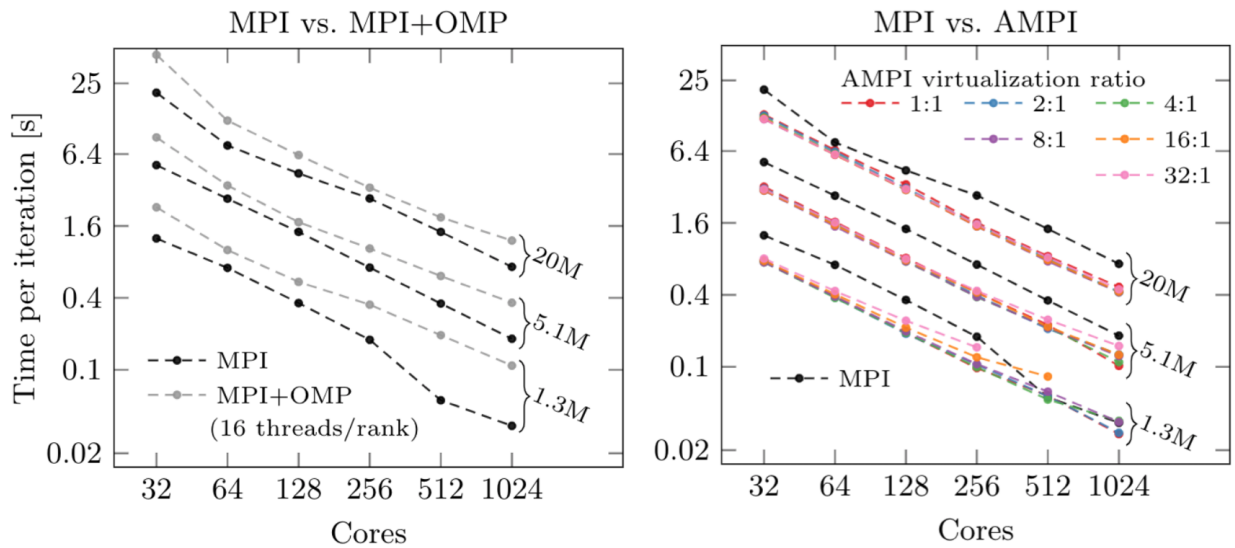 MPI vs. MPI+OMP
Time per iteration [s]
25
6.4
1.6
0.4
0.1
0.02
20M
5.1M
1.3M
MPI
MPI+OMP
(16 threads/rank)
32 64 128 256 512 1024
Cores
MPI vs. AMPI
AMPI virtualization ratio
1:1 2:1 4:1
8:1 16:1
32:1
25
6.4
1.6
0.4
0.1
0.02
20M
5.1M
1.3M
MPI
32 64 128 256 512 1024
Cores